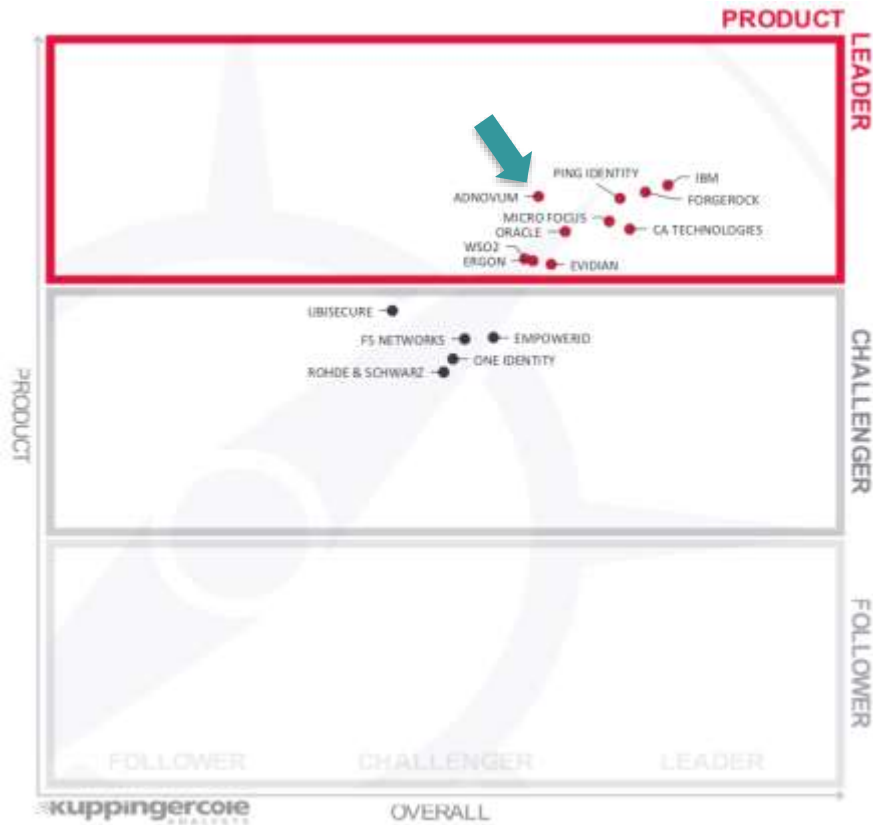 PRODUCT
LEADER
PING IDENTITY
IBM
ADNOVUM
FORGEROCK
MICRO FOCUS
ORACLE
CA TECHNOLOGIES
WSO2
ERGON
EVIDIAN
UBISECURE
F5 NETWORKS
EMPOWERID
ONE IDENTITY
ROHDE & SCHWARZ
CHALLENGER
PRODUCT
FOLLOWER
FOLLOWER CHALLENGER LEADER
kuppingercole
ANALYSTS
OVERALL